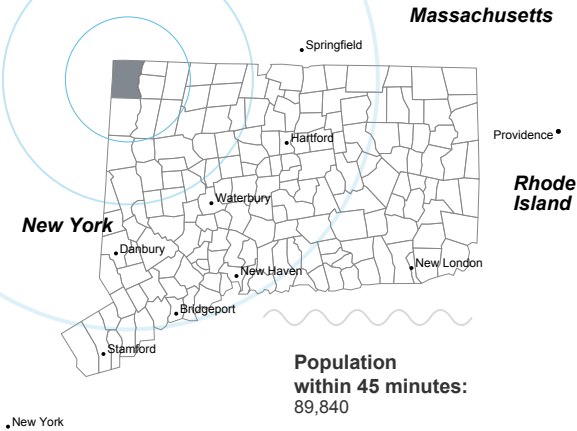 Massachusetts
Springfield
Providence
Hartford
Rhode
Island
Waterbury
New York
Danbury
New Haven
New London
Bridgeport
Stamford
Population
within 45 minutes:
89,840
New York